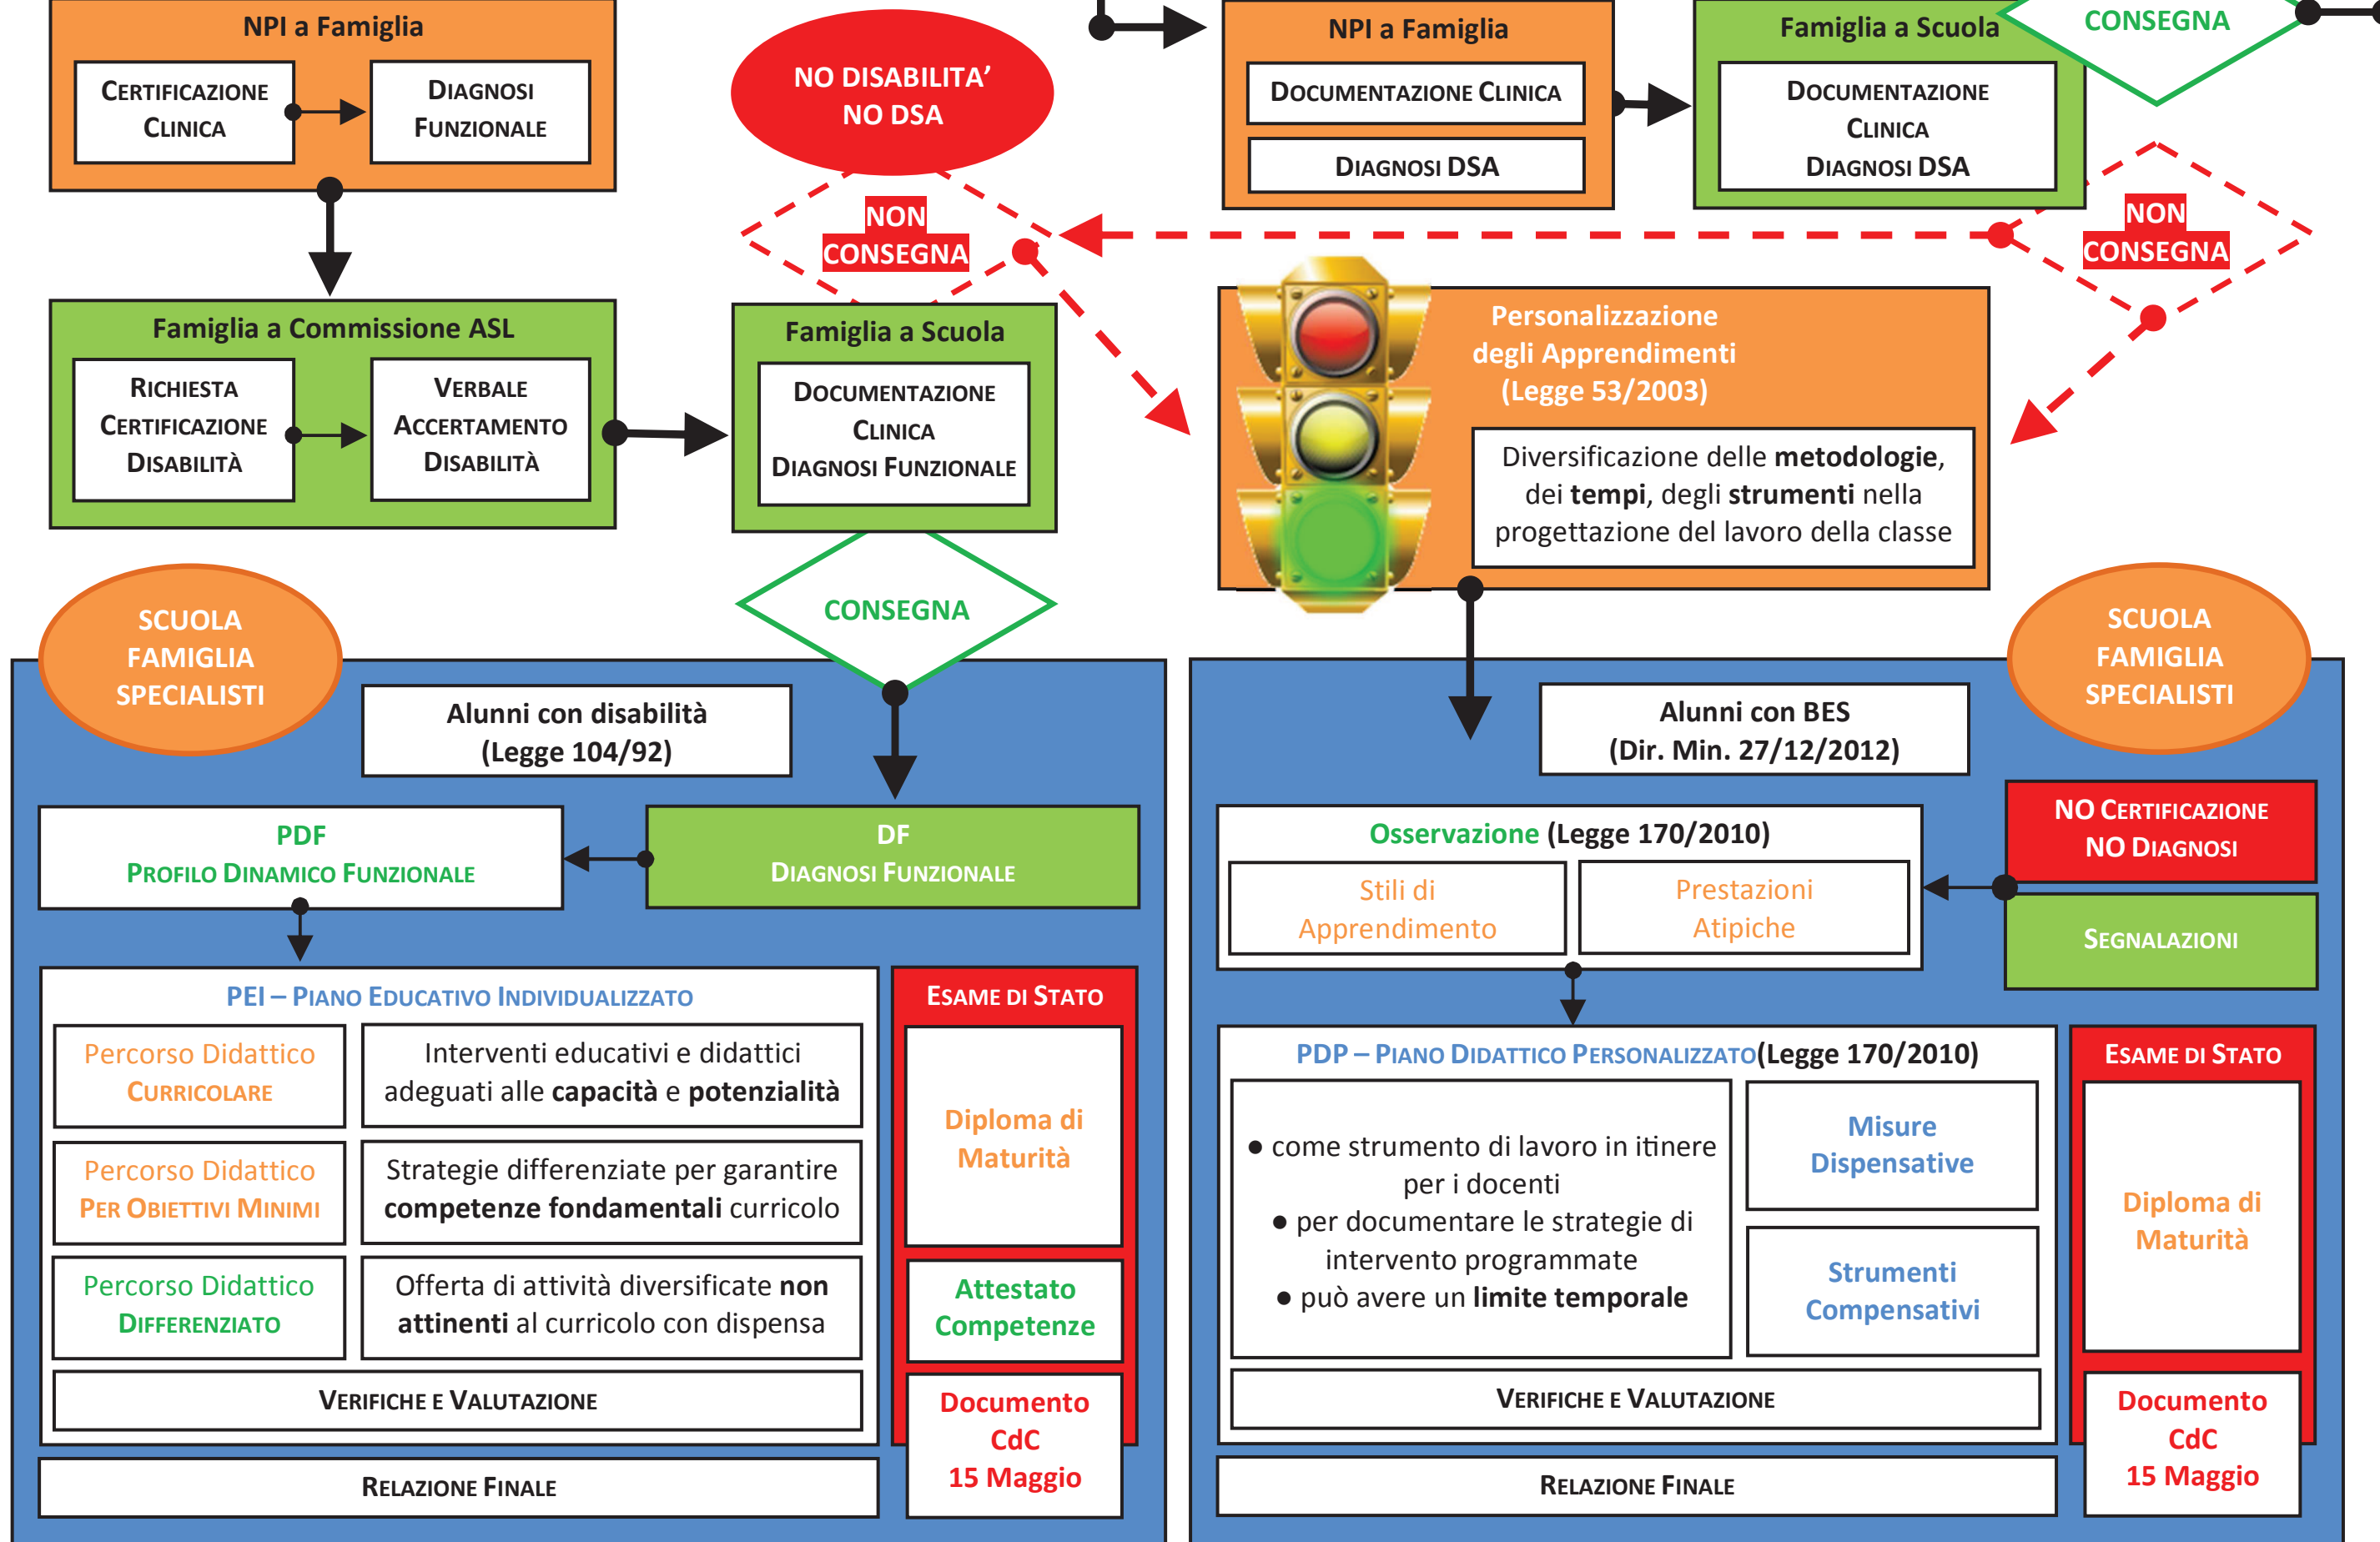 NPI a Famiglia
CERTIFICAZIONE
CLINICA
DIAGNOSI
FUNZIONALE
NO DISABILITA’
NO DSA
NPI a Famiglia
DOCUMENTAZIONE CLINICA
DIAGNOSI DSA
Famiglia a Scuola
DOCUMENTAZIONE
CLINICA
DIAGNOSI DSA
CONSEGNA
NON
CONSEGNA
NON
CONSEGNA
Famiglia a Commissione ASL
RICHIESTA
CERTIFICAZIONE
DISABILITÀ
VERBALE
ACCERTAMENTO
DISABILITÀ
Famiglia a Scuola
DOCUMENTAZIONE
CLINICA
DIAGNOSI FUNZIONALE
Personalizzazione
degli Apprendimenti
(Legge 53/2003)
Diversificazione delle metodologie,
dei tempi, degli strumenti nella
progettazione del lavoro della classe
CONSEGNA
SCUOLA
FAMIGLIA
SPECIALISTI
Alunni con disabilità
(Legge 104/92)
PDF
PROFILO DINAMICO FUNZIONALE
DF
DIAGNOSI FUNZIONALE
PEI – PIANO EDUCATIVO INDIVIDUALIZZATO
Percorso Didattico
CURRICOLARE
Interventi educativi e didattici
adeguati alle capacità e potenzialità
Percorso Didattico
PER OBIETTIVI MINIMI
Strategie differenziate per garantire
competenze fondamentali curricolo
Percorso Didattico
DIFFERENZIATO
Offerta di attività diversificate non
attinenti al curricolo con dispensa
VERIFICHE E VALUTAZIONE
RELAZIONE FINALE
ESAME DI STATO
Diploma di
Maturità
Attestato
Competenze
Documento
CdC
15 Maggio
SCUOLA
FAMIGLIA
SPECIALISTI
Alunni con BES
(Dir. Min. 27/12/2012)
Osservazione (Legge 170/2010)
Stili di
Apprendimento
Prestazioni
Atipiche
NO CERTIFICAZIONE
NO DIAGNOSI
SEGNALAZIONI
PDP – PIANO DIDATTICO PERSONALIZZATO(Legge 170/2010)
● come strumento di lavoro in itinere
per i docenti
● per documentare le strategie di
intervento programmate
● può avere un limite temporale
Misure
Dispensative
Strumenti
Compensativi
VERIFICHE E VALUTAZIONE
RELAZIONE FINALE
ESAME DI STATO
Diploma di
Maturità
Documento
CdC
15 Maggio